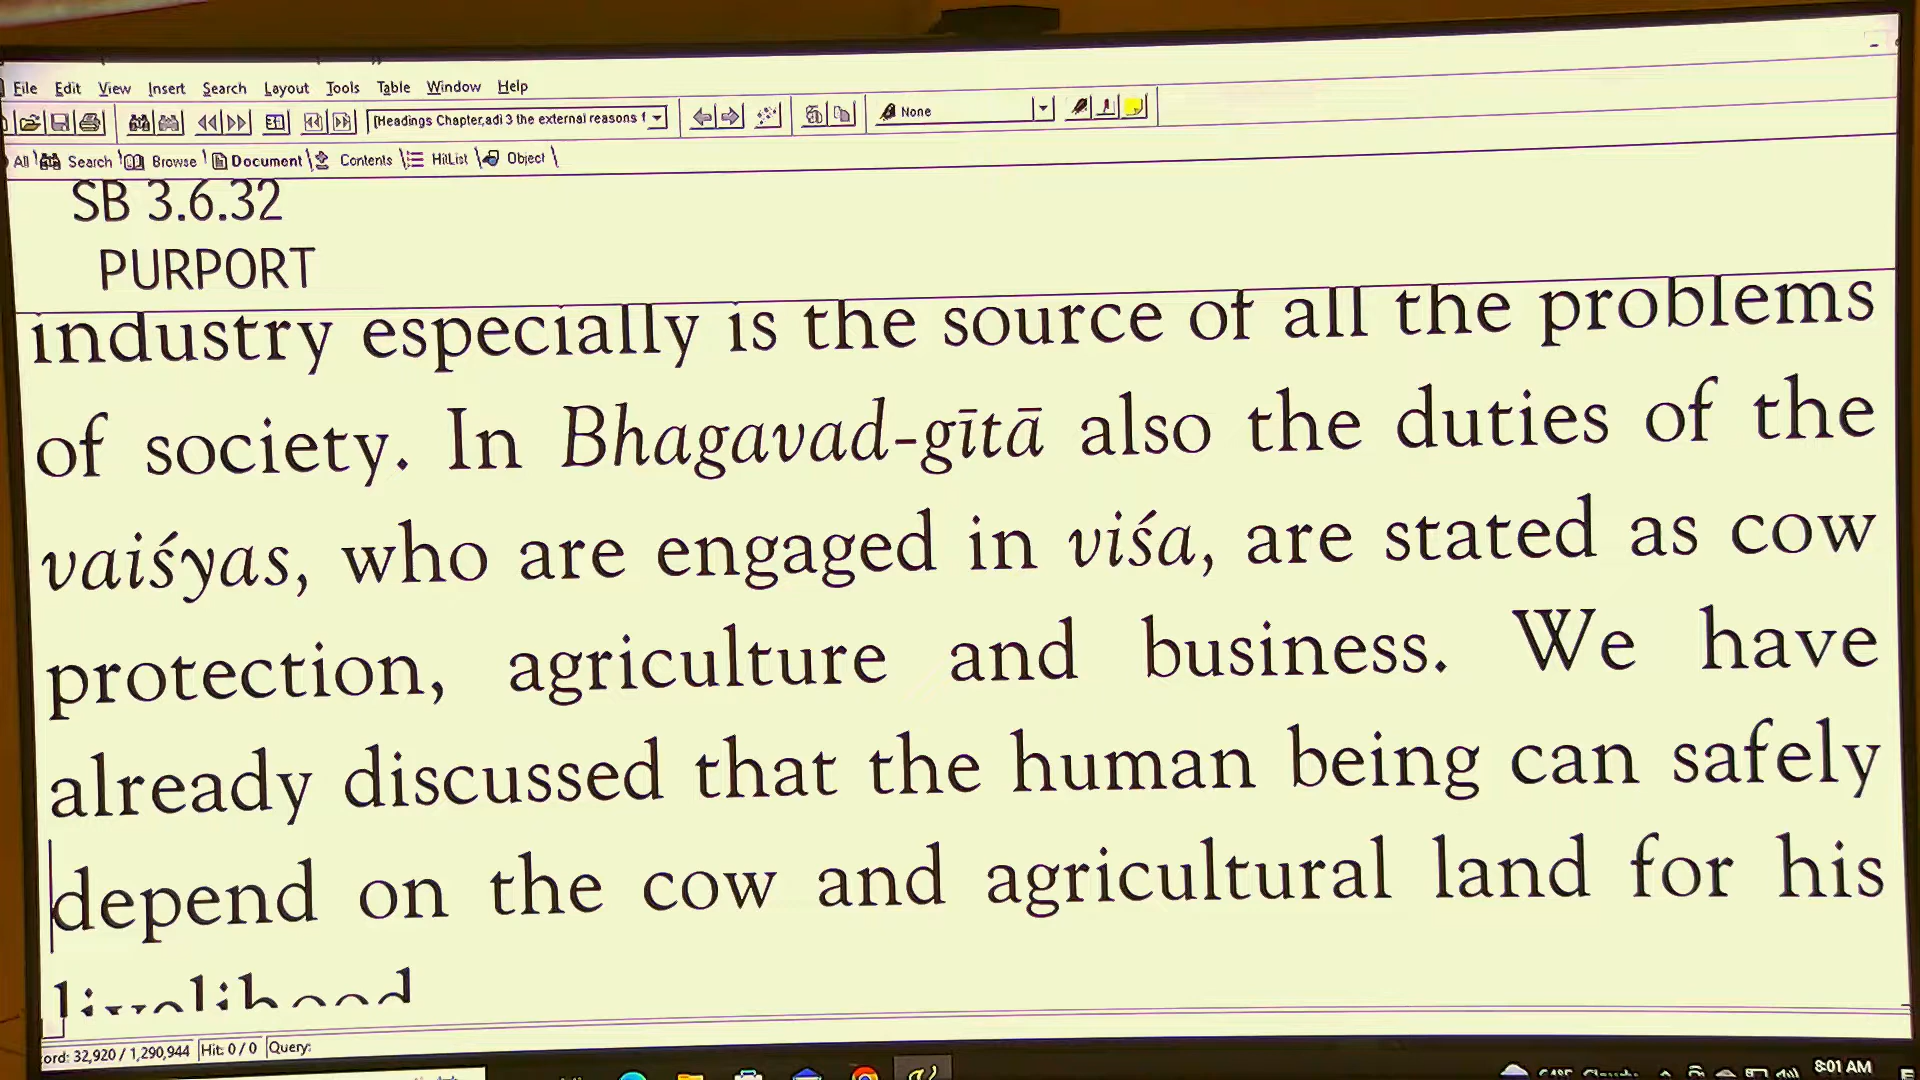 File Edit View Insert Search Layout Tools Table Window Help
[Headings Chapter,adi 3 the external reasons f
None
All Search Browse Document Contents HitList Object
SB 3.6.32
PURPORT
industry especially is the source of all the problems
of society. In Bhagavad-gītā also the duties of the
vaiśyas, who are engaged in viśa, are stated as cow
protection, agriculture and business. We have
already discussed that the human being can safely
depend on the cow and agricultural land for his
livelihood
ord: 32,920 / 1,290,944 Hit: 0 / 0 Query:
8:01 AM